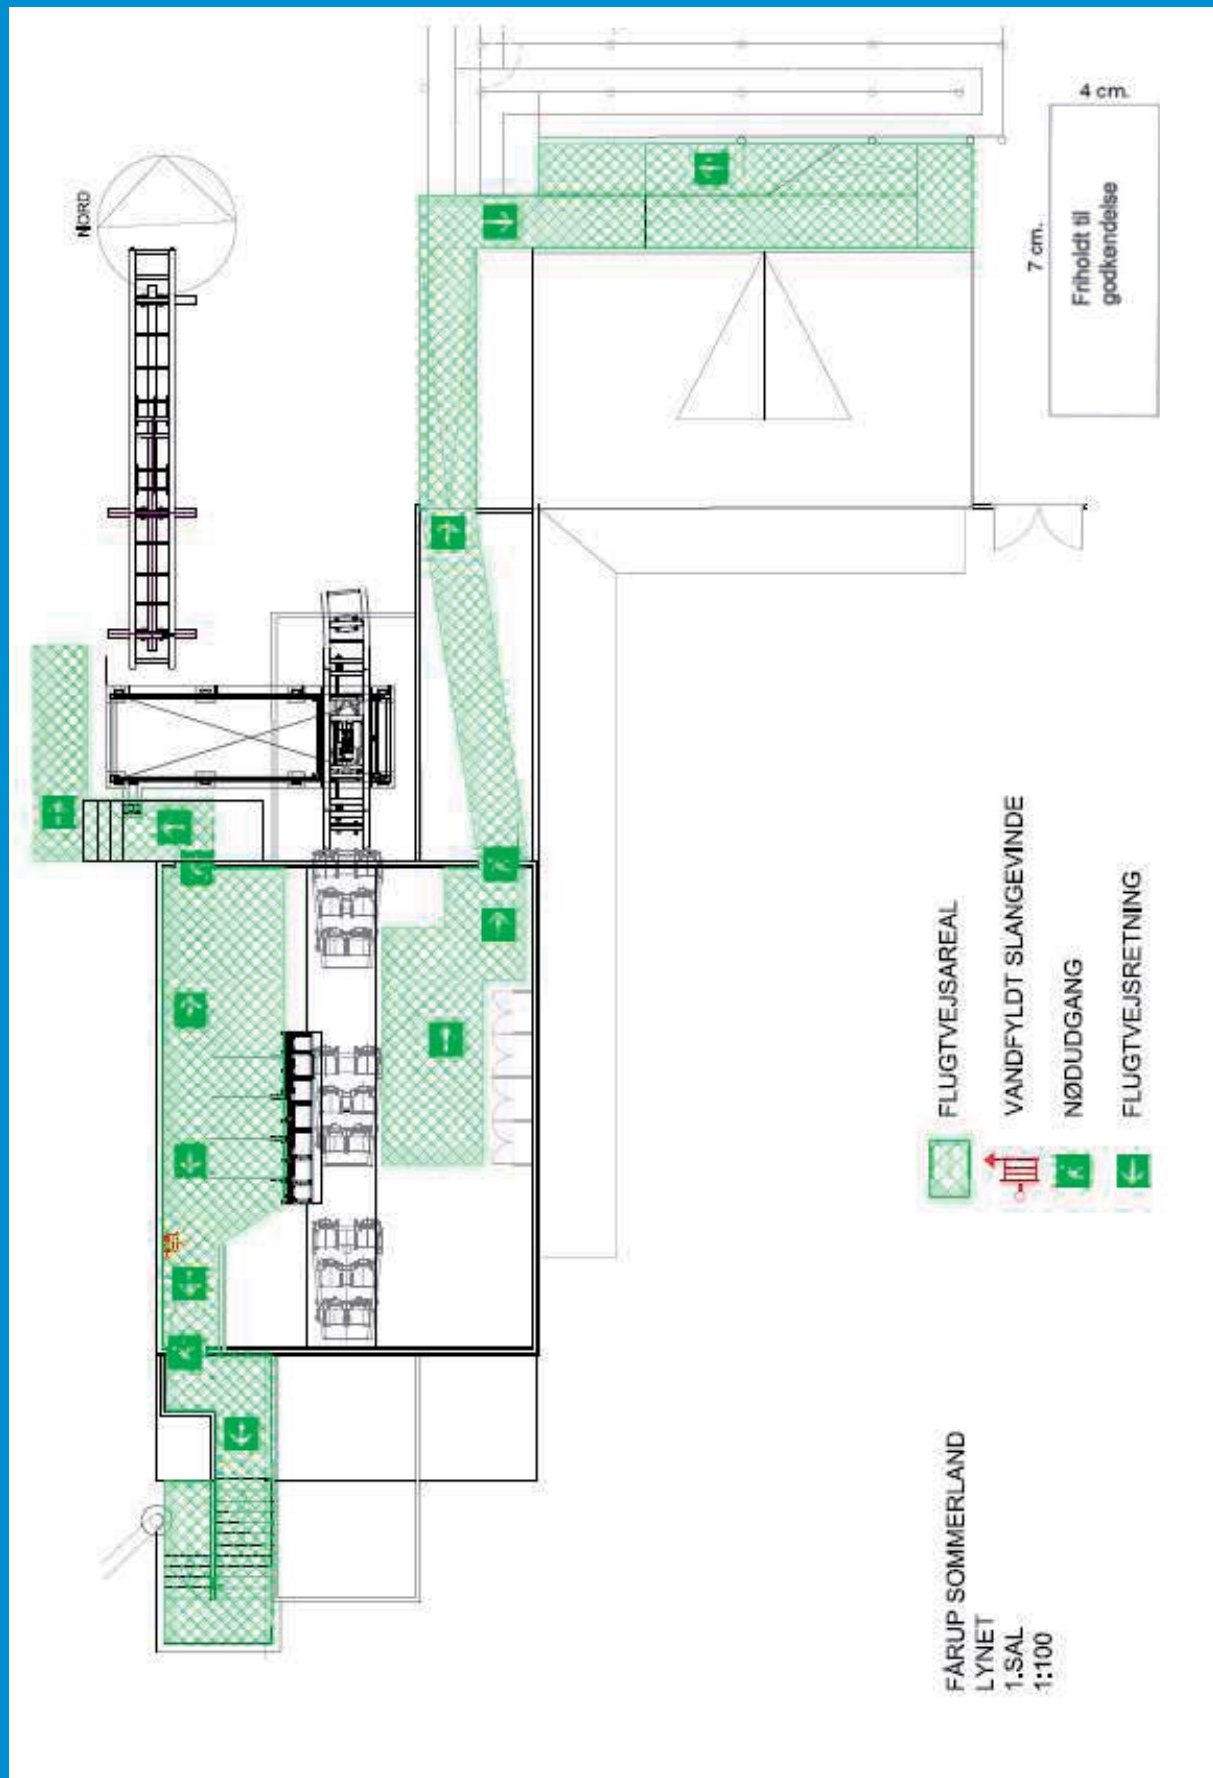 NORD
4 cm.
7 cm.
Friholdt til
godkendelse
FLUGTVEJSAREAL
VANDFYLDT SLANGEVINDE
NØDUDGANG
FLUGTVEJSRETNING
FÅRUP SOMMERLAND
LYNET
1.SAL
1:100